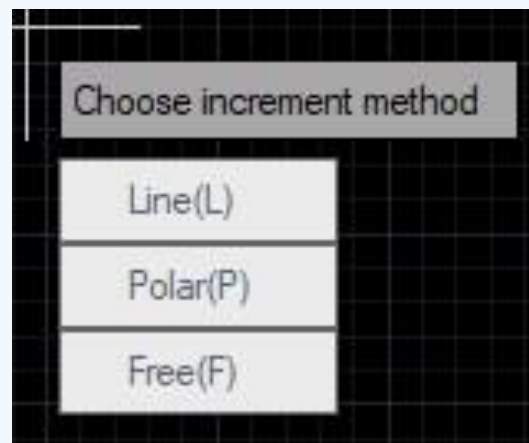 Choose increment method
Line(L)
Polar(P)
Free(F)